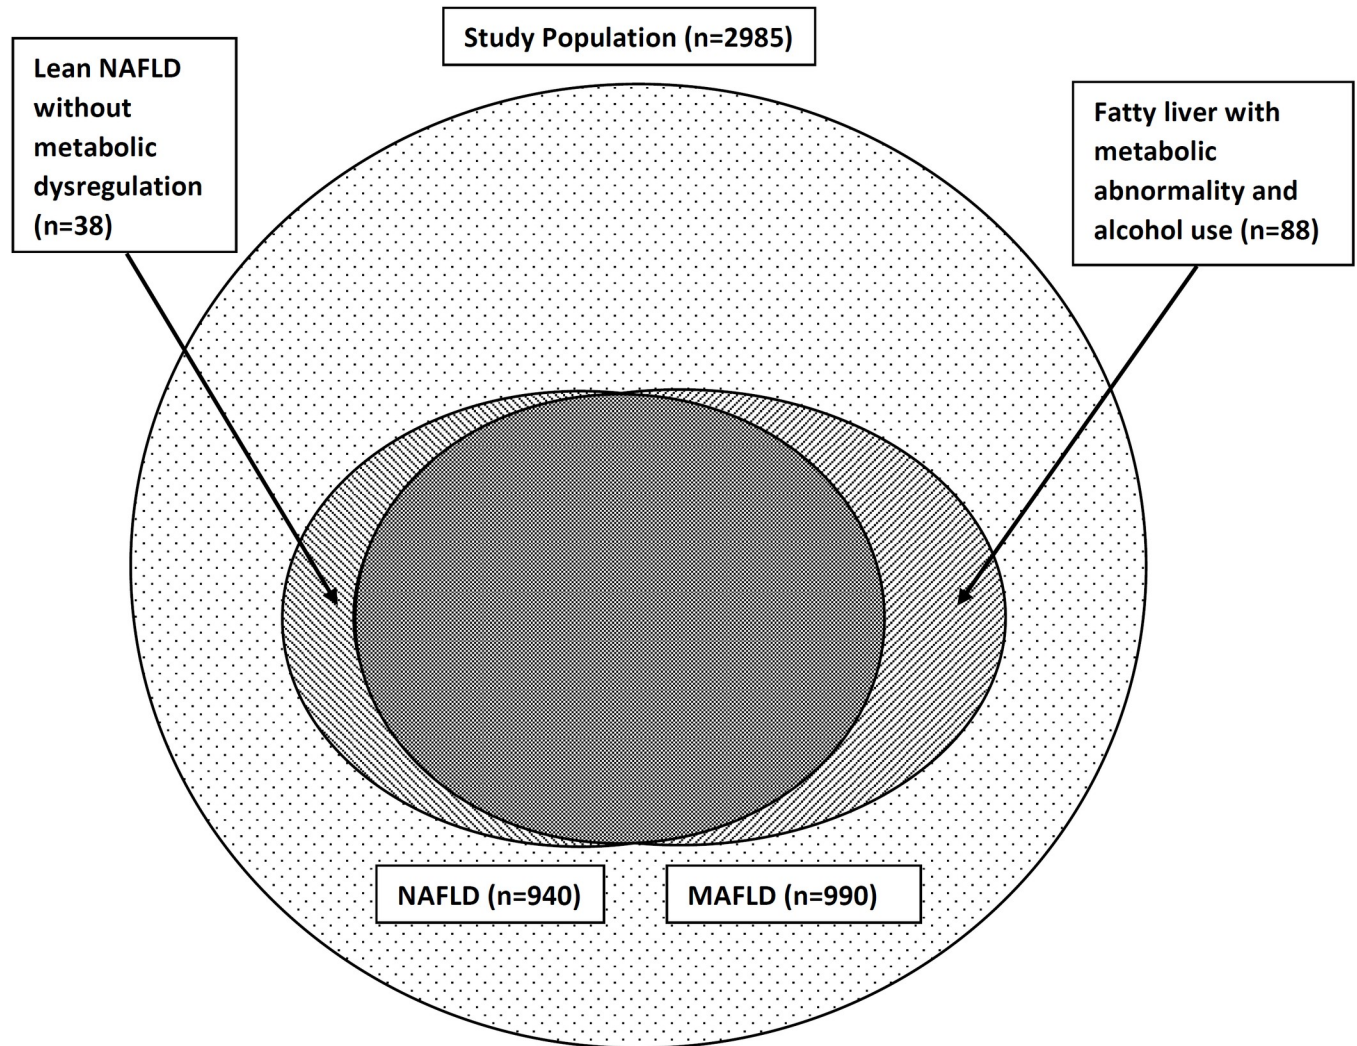 Study Population (n=2985)
Lean NAFLD
without
metabolic
dysregulation
(n=38)
Fatty liver with
metabolic
abnormality and
alcohol use (n=88)
NAFLD (n=940)
MAFLD (n=990)